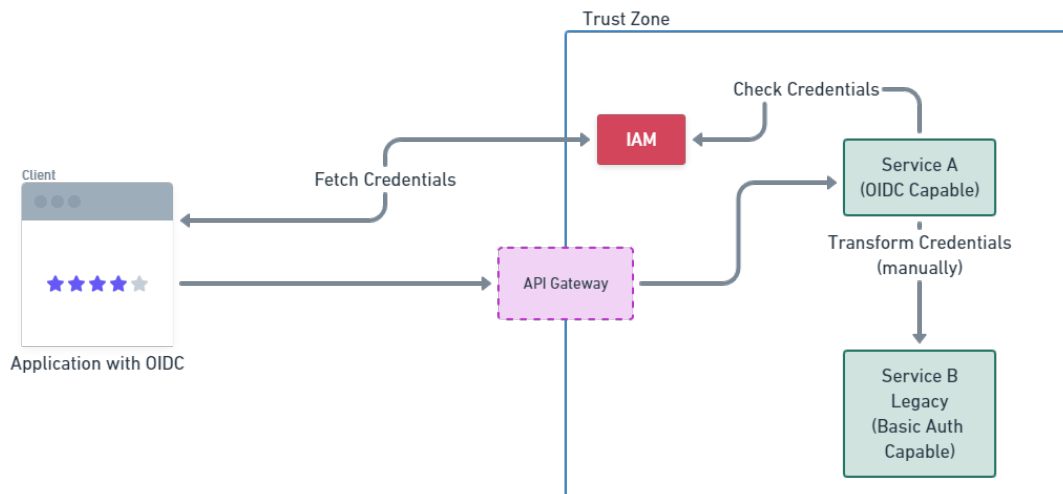 Trust Zone
Check Credentials
IAM
Service A
(OIDC Capable)
Fetch Credentials
Client
Transform Credentials
(manually)
API Gateway
Application with OIDC
Service B
Legacy
(Basic Auth
Capable)